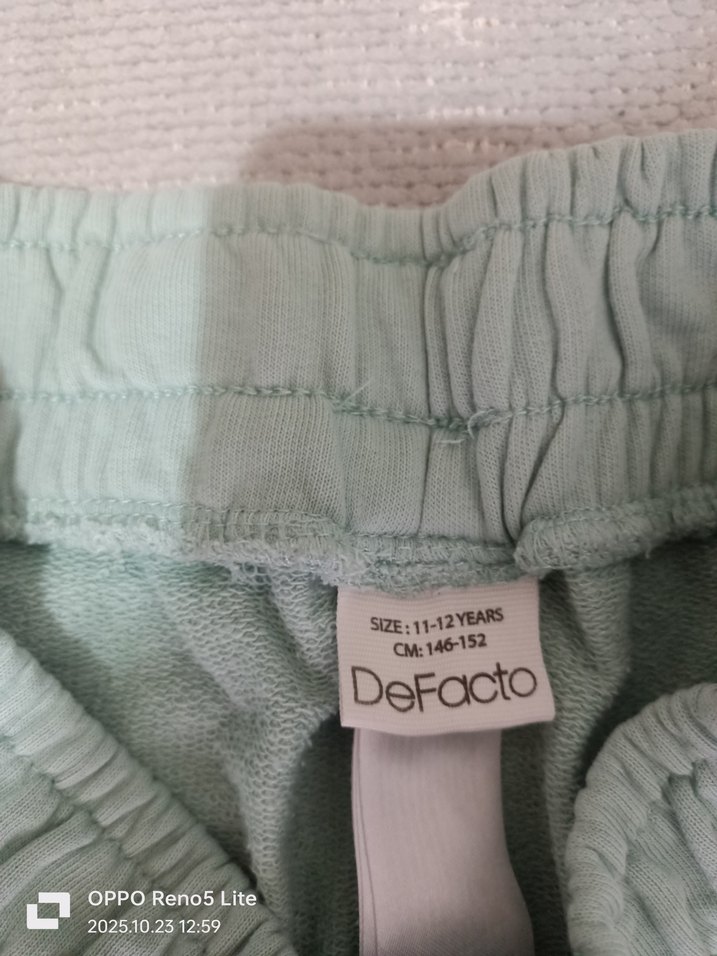 SIZE: 11-12 YEARS
CM: 146-152
DeFacto
OPPO Reno5 Lite
2025.10.23 12:59